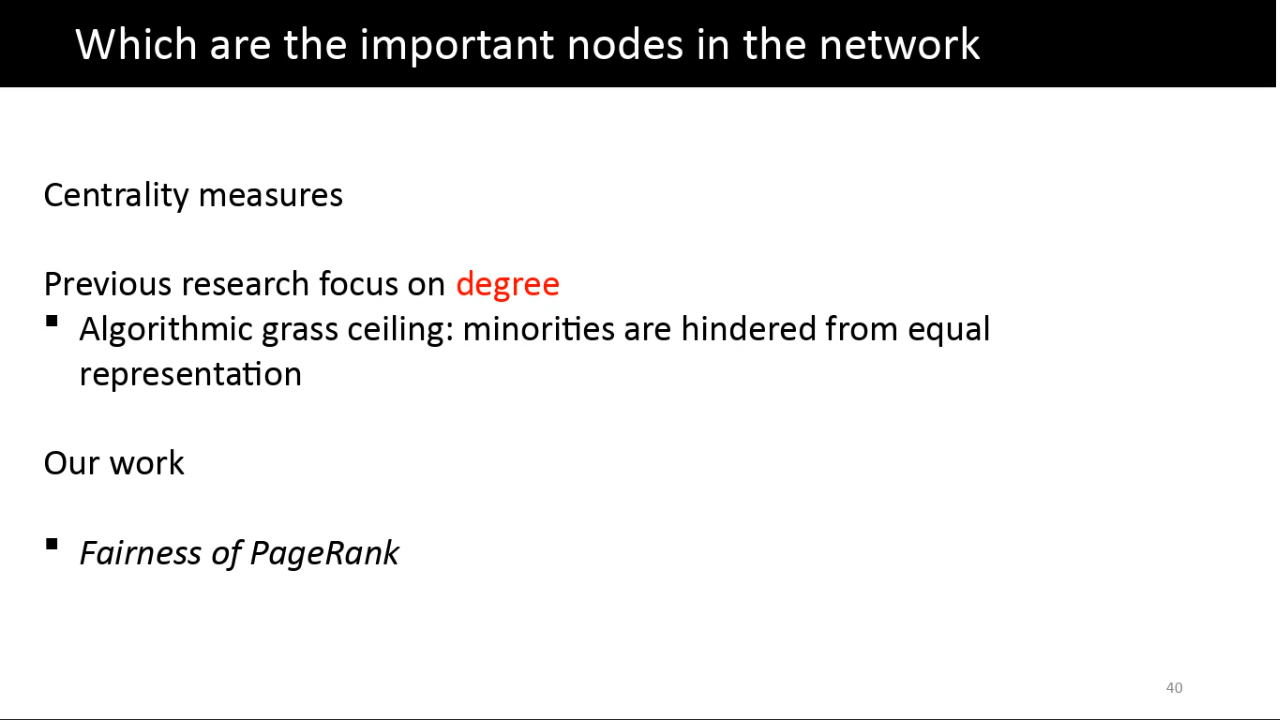 Which are the important nodes in the network
Centrality measures
Previous research focus on degree
▪ Algorithmic grass ceiling: minorities are hindered from equal
representation
Our work
▪ Fairness of PageRank
40